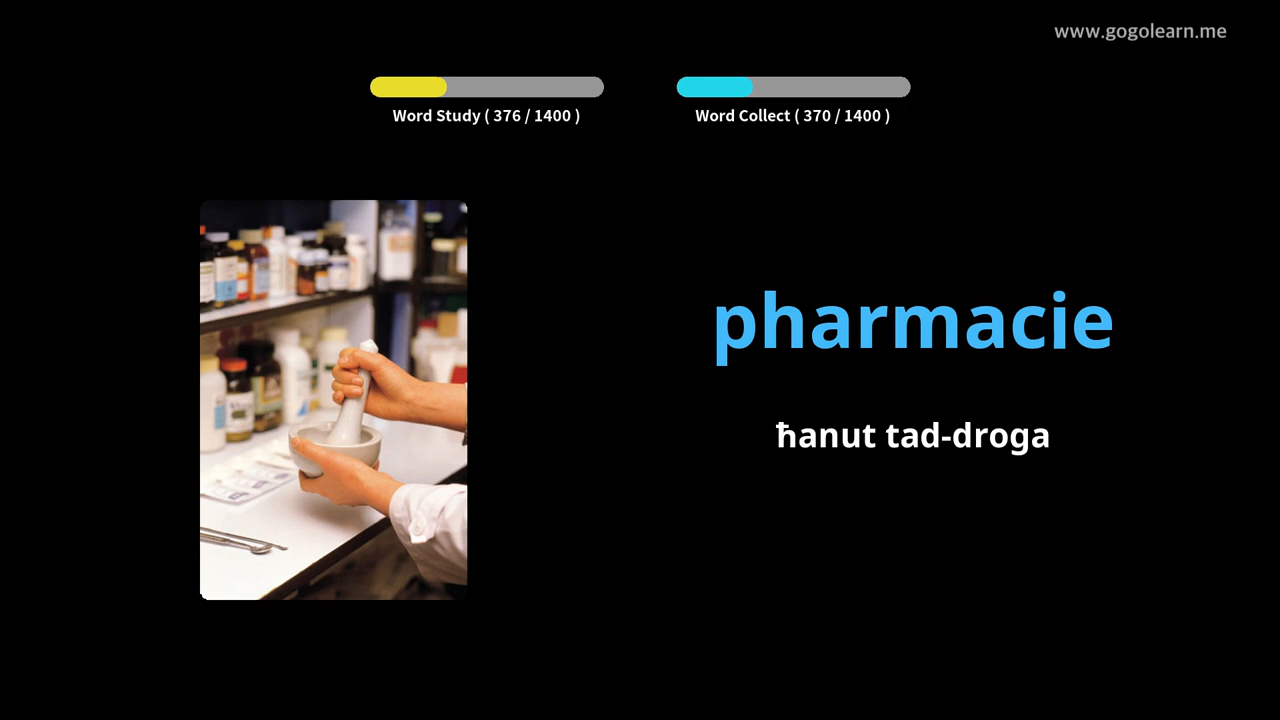 www.gogolearn.me
Word Study ( 376 / 1400 )
Word Collect ( 370 / 1400 )
pharmacie
ħanut tad-droga